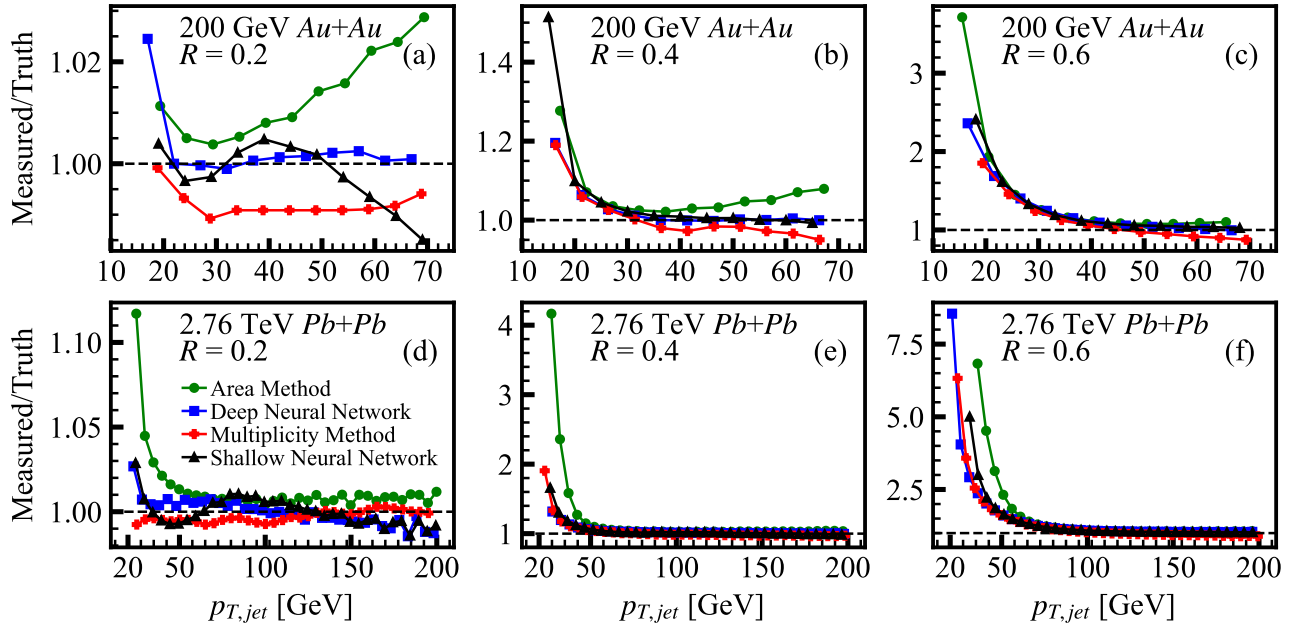 200 GeV Au+Au
R = 0.2
(a)
1.02
1.00
Measured/Truth
10 20 30 40 50 60 70
200 GeV Au+Au
R = 0.4
(b)
1.4
1.2
1.0
10 20 30 40 50 60 70
200 GeV Au+Au
R = 0.6
(c)
3
2
1
10 20 30 40 50 60 70
2.76 TeV Pb+Pb
R = 0.2
(d)
1.10
1.05
1.00
Measured/Truth
Area Method
Deep Neural Network
Multiplicity Method
Shallow Neural Network
20 50 100 150 200
pT,jet [GeV]
2.76 TeV Pb+Pb
R = 0.4
(e)
4
3
2
1
20 50 100 150 200
pT,jet [GeV]
2.76 TeV Pb+Pb
R = 0.6
(f)
7.5
5.0
2.5
20 50 100 150 200
pT,jet [GeV]